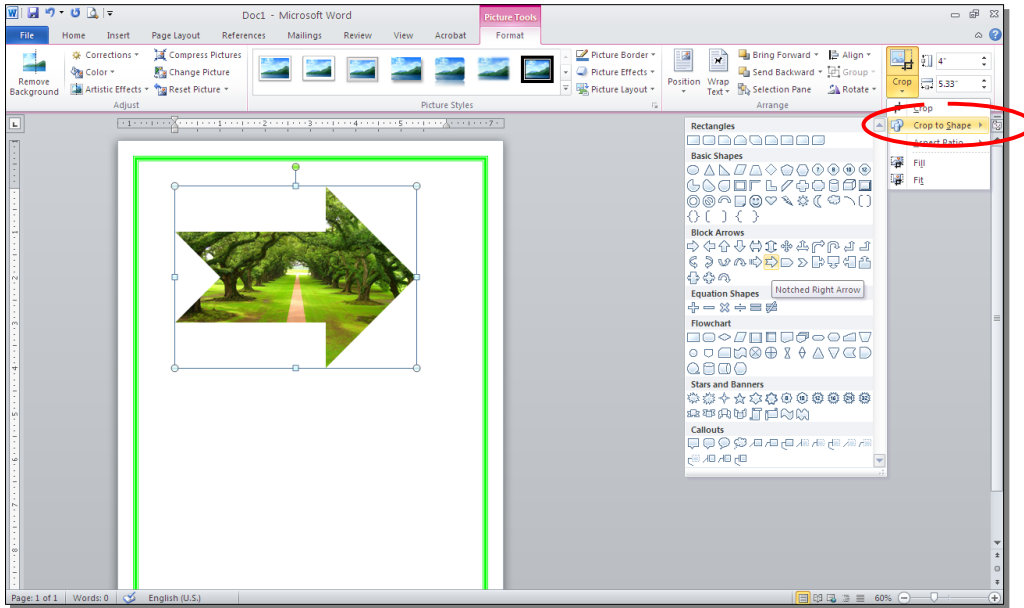 Doc1 - Microsoft Word
Picture Tools
File Home Insert Page Layout References Mailings Review View Acrobat Format
Remove Background
Corrections
Color
Artistic Effects
Compress Pictures
Change Picture
Reset Picture
Adjust
Picture Styles
Picture Border
Picture Effects
Picture Layout
Position
Wrap Text
Bring Forward
Send Backward
Selection Pane
Align
Group
Rotate
Arrange
Crop
4"
5.33"
Crop
Crop to Shape
Aspect Ratio
Fill
Fit
Rectangles
Basic Shapes
Block Arrows
Notched Right Arrow
Equation Shapes
Flowchart
Stars and Banners
Callouts
Page: 1 of 1 Words: 0 English (U.S.) 60%